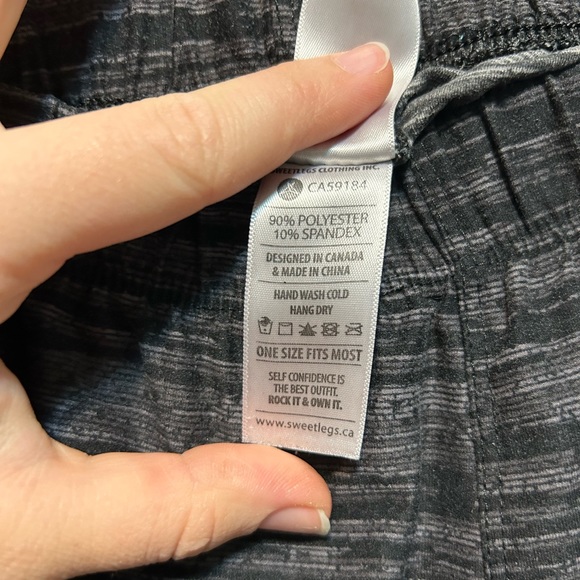 SWEETLEGS CLOTHING INC.
CA59184
90% POLYESTER
10% SPANDEX
DESIGNED IN CANADA
& MADE IN CHINA
HAND WASH COLD
HANG DRY
ONE SIZE FITS MOST
SELF CONFIDENCE IS
THE BEST OUTFIT.
ROCK IT & OWN IT.
www.sweetlegs.ca